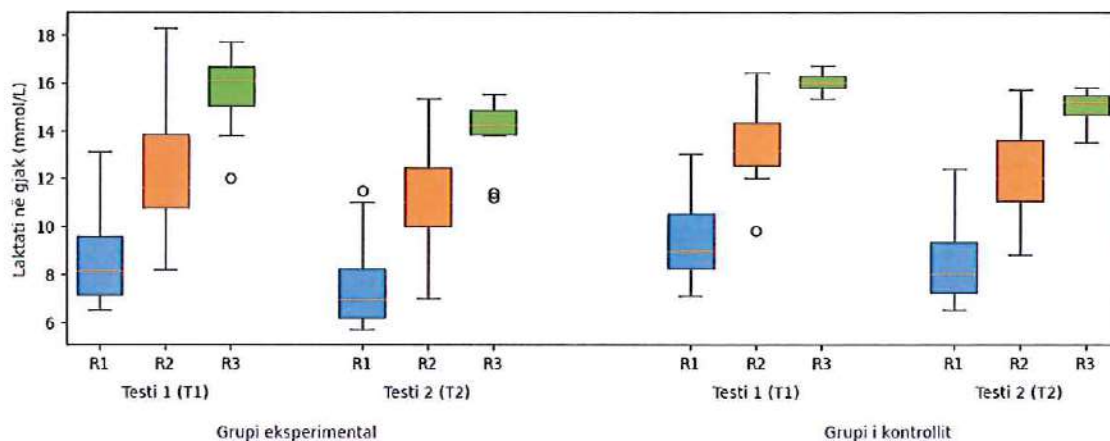 Laktati në gjak (mmol/L)
18
16
14
12
10
8
6
R1 R2 R3 R1 R2 R3 R1 R2 R3 R1 R2 R3
Testi 1 (T1) Testi 2 (T2) Testi 1 (T1) Testi 2 (T2)
Grupi eksperimental Grupi i kontrollit